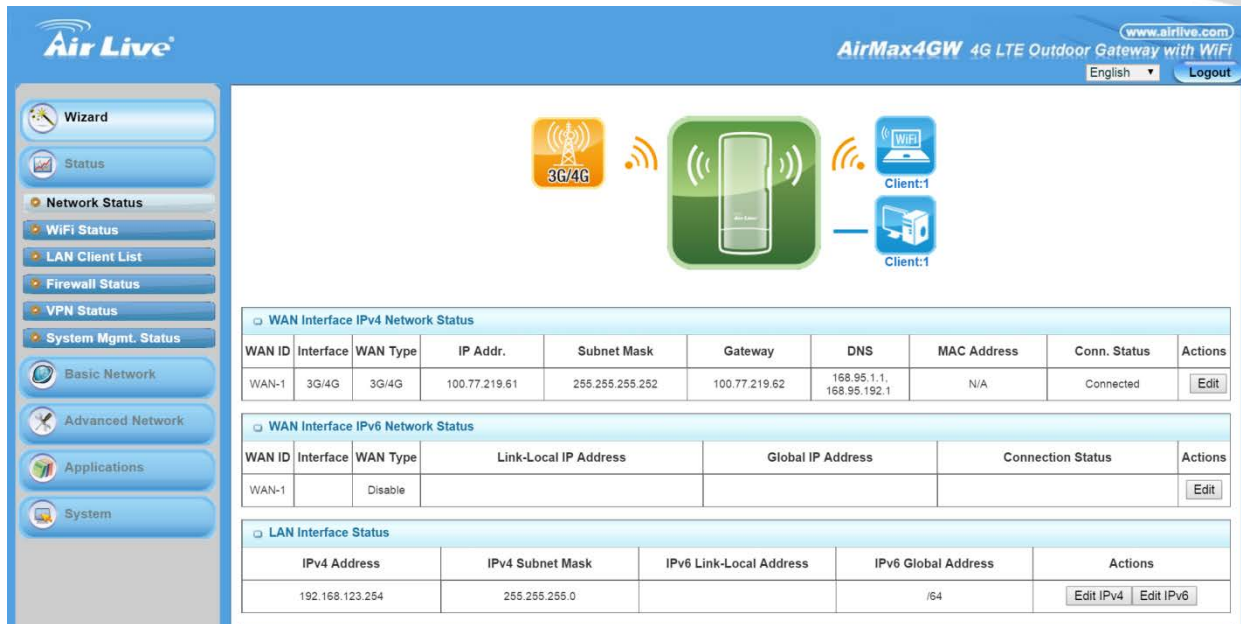 Air Live®
www.airlive.com
AirMax4GW 4G LTE Outdoor Gateway with WiFi
English Logout
Wizard
Status
Network Status
WiFi Status
LAN Client List
Firewall Status
VPN Status
System Mgmt. Status
Basic Network
Advanced Network
Applications
System
3G/4G
WiFi
Client:1
Air Live
Client:1
WAN Interface IPv4 Network Status
WAN ID Interface WAN Type IP Addr. Subnet Mask Gateway DNS MAC Address Conn. Status Actions
WAN-1 3G/4G 3G/4G 100.77.219.61 255.255.255.252 100.77.219.62 168.95.1.1, 168.95.192.1 N/A Connected Edit
WAN Interface IPv6 Network Status
WAN ID Interface WAN Type Link-Local IP Address Global IP Address Connection Status Actions
WAN-1 Disable Edit
LAN Interface Status
IPv4 Address IPv4 Subnet Mask IPv6 Link-Local Address IPv6 Global Address Actions
192.168.123.254 255.255.255.0 /64 Edit IPv4 Edit IPv6